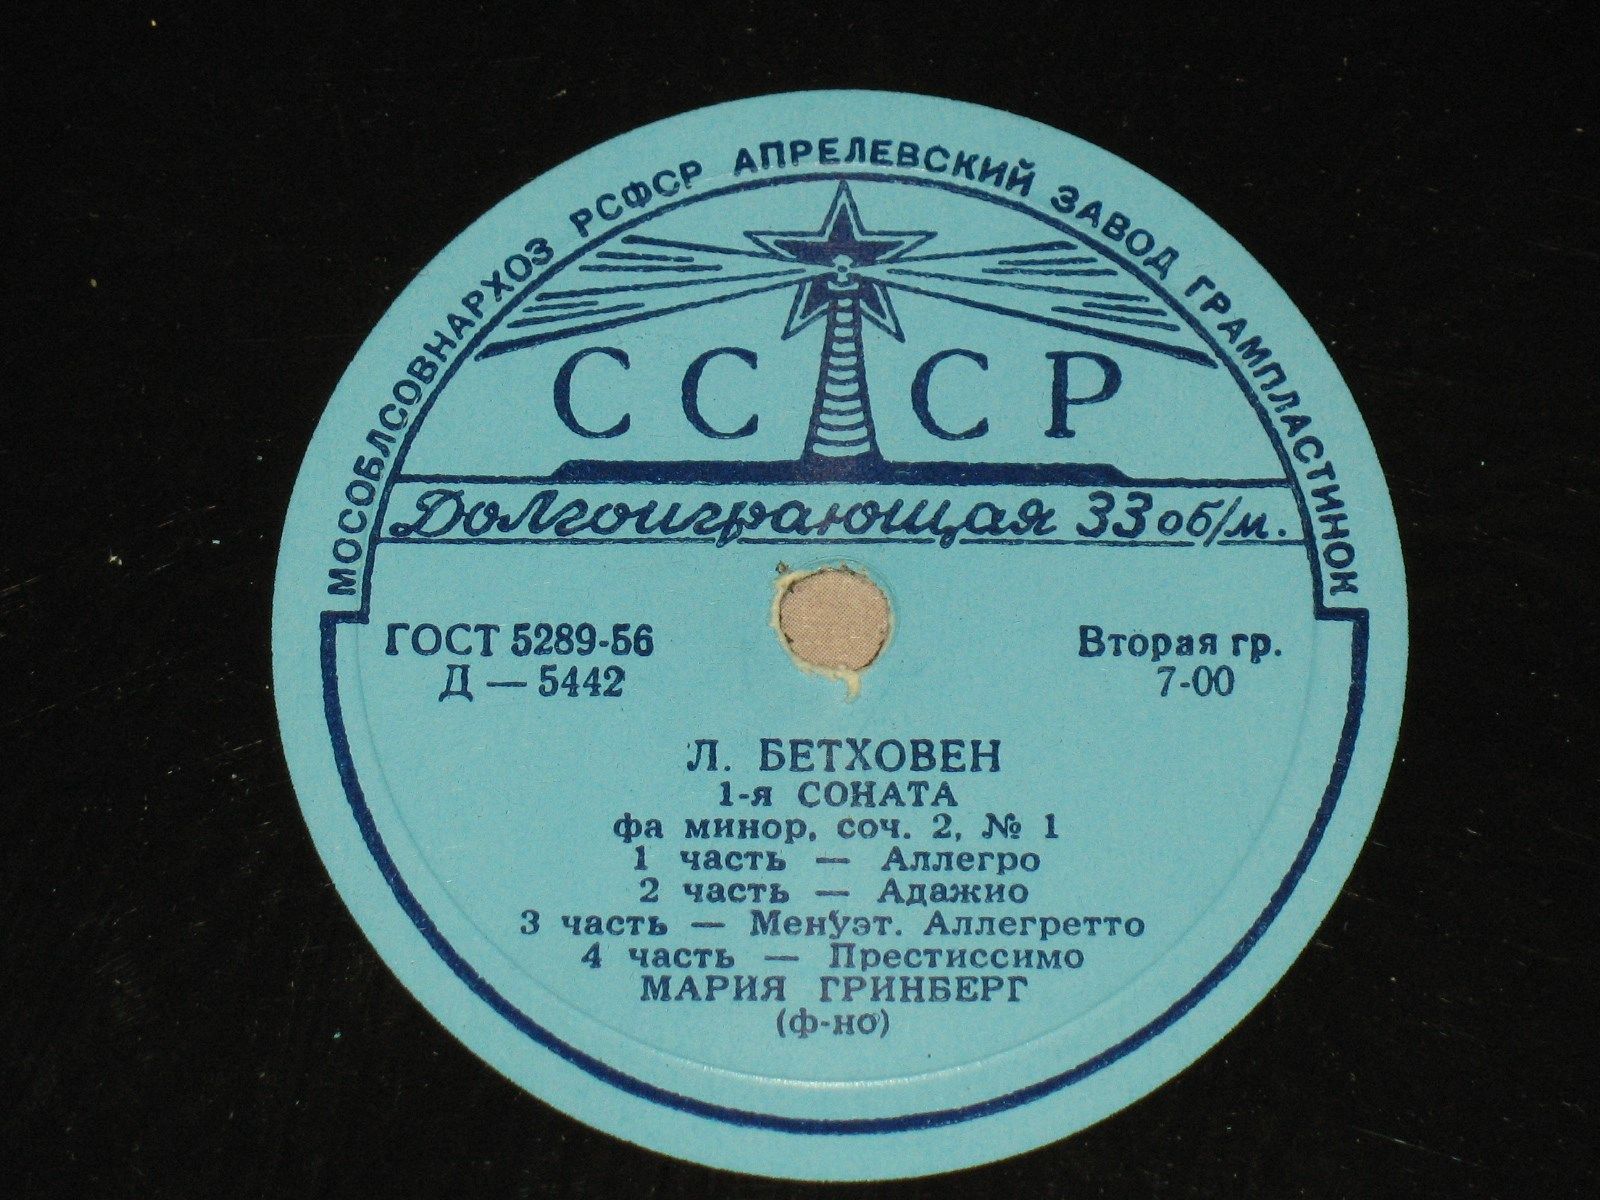 МОСОБЛСОВНАРХОЗ РСФСР АПРЕЛЕВСКИЙ ЗАВОД ГРАМПЛАСТИНОК
СССР
Долгоиграющая 33 об/м.
ГОСТ 5289-56
Д — 5442
Вторая гр.
7-00
Л. БЕТХОВЕН
1-я СОНАТА
фа минор, соч. 2, № 1
1 часть — Аллегро
2 часть — Адажио
3 часть — Менуэт. Аллегретто
4 часть — Престиссимо
МАРИЯ ГРИНБЕРГ
(ф-но)